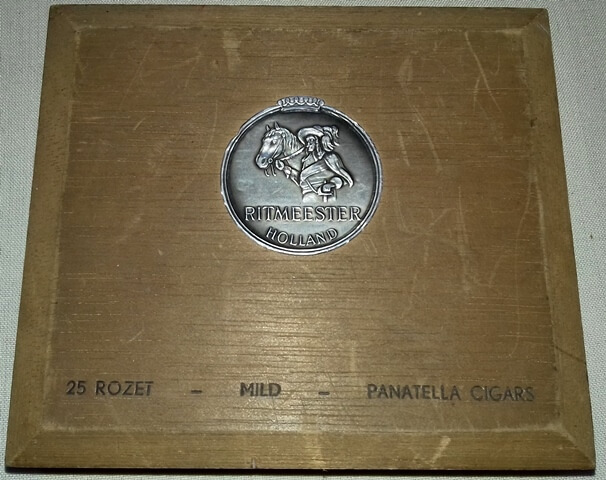 RITMEESTER
HOLLAND
25 ROZET – MILD – PANATELLA CIGARS